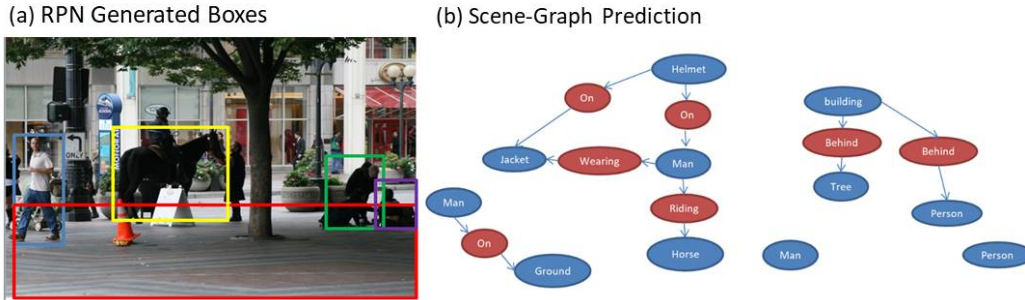 (a) RPN Generated Boxes
(b) Scene-Graph Prediction
ONLY
Helmet
On
On
Jacket
Wearing
Man
Riding
Horse
Man
On
Ground
building
Behind
Behind
Tree
Person
Man
Person